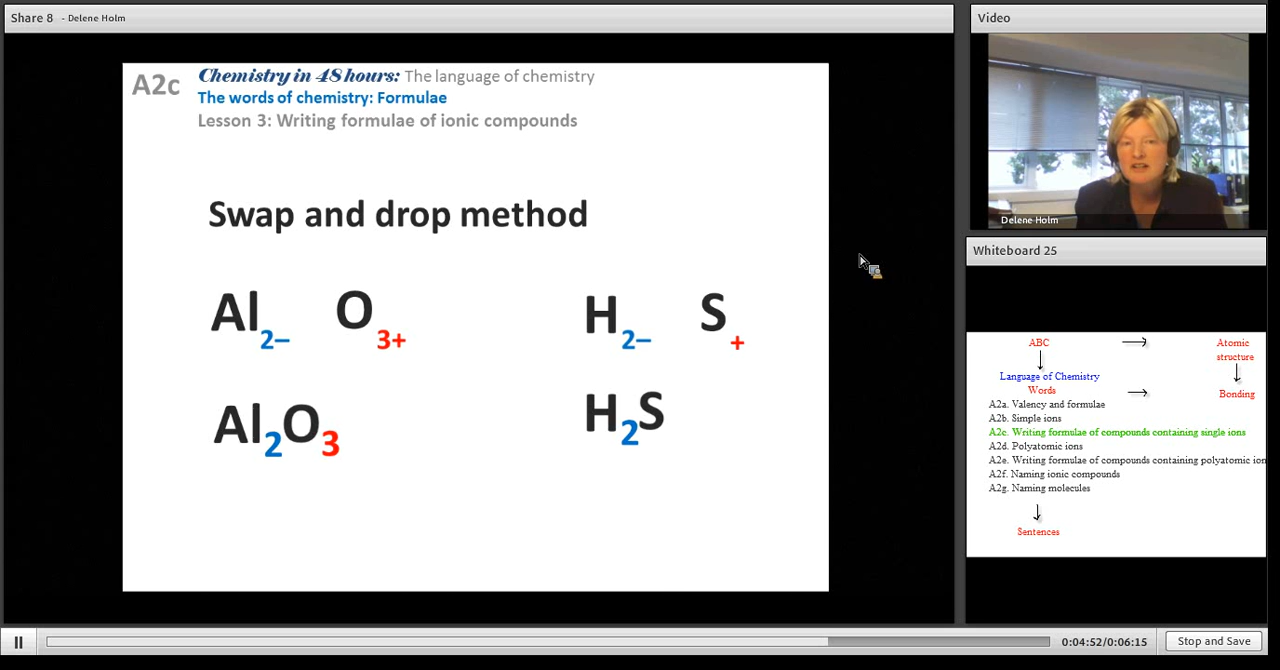 Share 8 - Delene Holm
A2c
Chemistry in 48 hours: The language of chemistry
The words of chemistry: Formulae
Lesson 3: Writing formulae of ionic compounds
Swap and drop method
Al2– O3+ H2– S+
Al2O3 H2S
Video
Delene Holm
Whiteboard 25
ABC → Atomic structure
↓ ↓
Language of Chemistry
Words → Bonding
A2a. Valency and formulae
A2b. Simple ions
A2c. Writing formulae of compounds containing single ions
A2d. Polyatomic ions
A2e. Writing formulae of compounds containing polyatomic ion
A2f. Naming ionic compounds
A2g. Naming molecules
↓
Sentences
0:04:52/0:06:15 Stop and Save